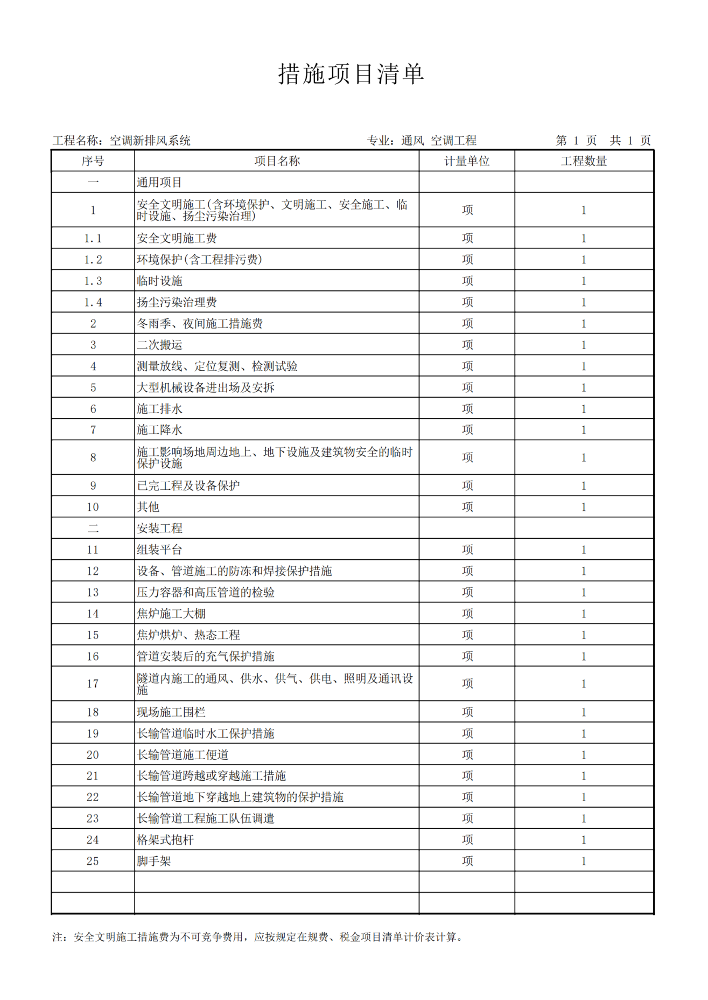 措施项目清单
工程名称：空调新排风系统 专业：通风 空调工程 第 1 页 共 1 页
序号 项目名称 计量单位 工程数量
一 通用项目
1 安全文明施工(含环境保护、文明施工、安全施工、临
时设施、扬尘污染治理) 项 1
1.1 安全文明施工费 项 1
1.2 环境保护(含工程排污费) 项 1
1.3 临时设施 项 1
1.4 扬尘污染治理费 项 1
2 冬雨季、夜间施工措施费 项 1
3 二次搬运 项 1
4 测量放线、定位复测、检测试验 项 1
5 大型机械设备进出场及安拆 项 1
6 施工排水 项 1
7 施工降水 项 1
8 施工影响场地周边地上、地下设施及建筑物安全的临时
保护设施 项 1
9 已完工程及设备保护 项 1
10 其他 项 1
二 安装工程
11 组装平台 项 1
12 设备、管道施工的防冻和焊接保护措施 项 1
13 压力容器和高压管道的检验 项 1
14 焦炉施工大棚 项 1
15 焦炉烘炉、热态工程 项 1
16 管道安装后的充气保护措施 项 1
17 隧道内施工的通风、供水、供气、供电、照明及通讯设
施 项 1
18 现场施工围栏 项 1
19 长输管道临时水工保护措施 项 1
20 长输管道施工便道 项 1
21 长输管道跨越或穿越施工措施 项 1
22 长输管道地下穿越地上建筑物的保护措施 项 1
23 长输管道工程施工队伍调遣 项 1
24 格架式抱杆 项 1
25 脚手架 项 1
注：安全文明施工措施费为不可竞争费用，应按规定在规费、税金项目清单计价表计算。